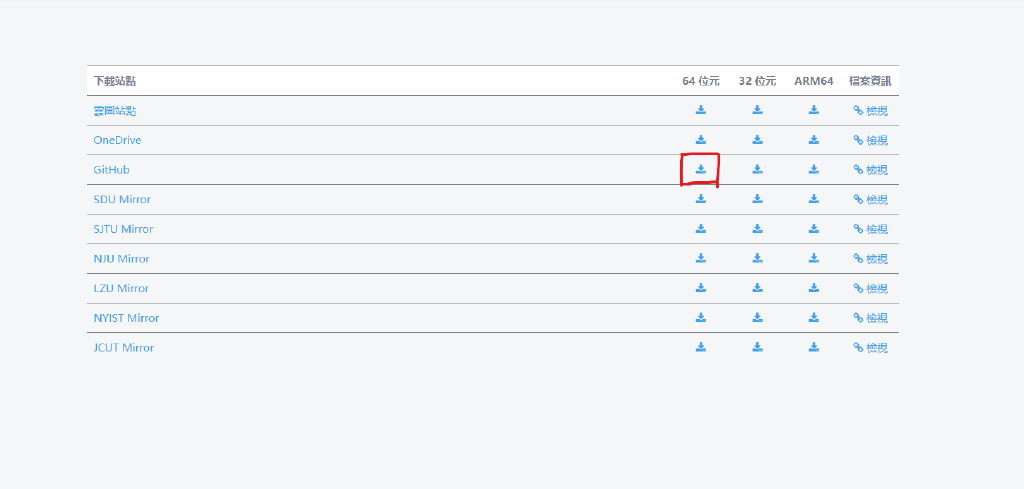 下載站點 64 位元 32 位元 ARM64 檔案資訊
雲圖站點 檢視
OneDrive 檢視
GitHub 檢視
SDU Mirror 檢視
SJTU Mirror 檢視
NJU Mirror 檢視
LZU Mirror 檢視
NYIST Mirror 檢視
JCUT Mirror 檢視